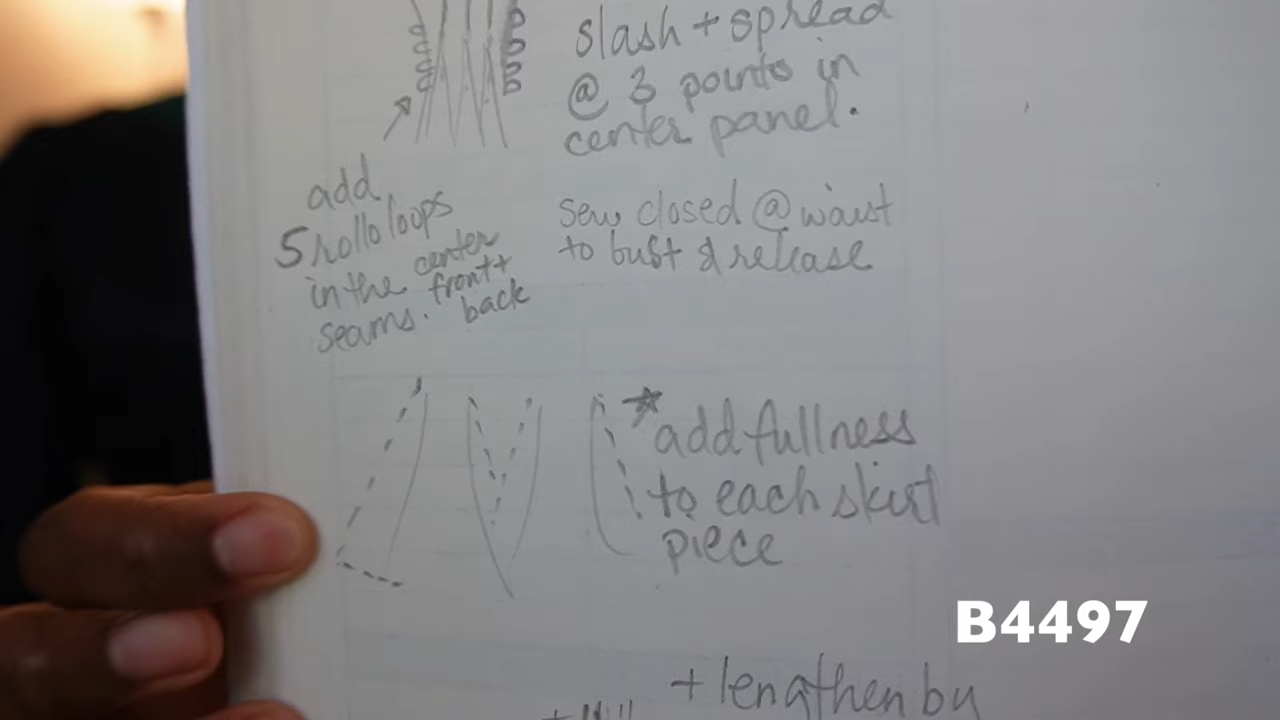 slash + spread
@ 3 points in
center panel.
add
5 rollo loops
in the center
front +
back
seams.
sew closed @ waist
to bust & release
add fullness
to each skirt
piece
B4497
+ lengthen by